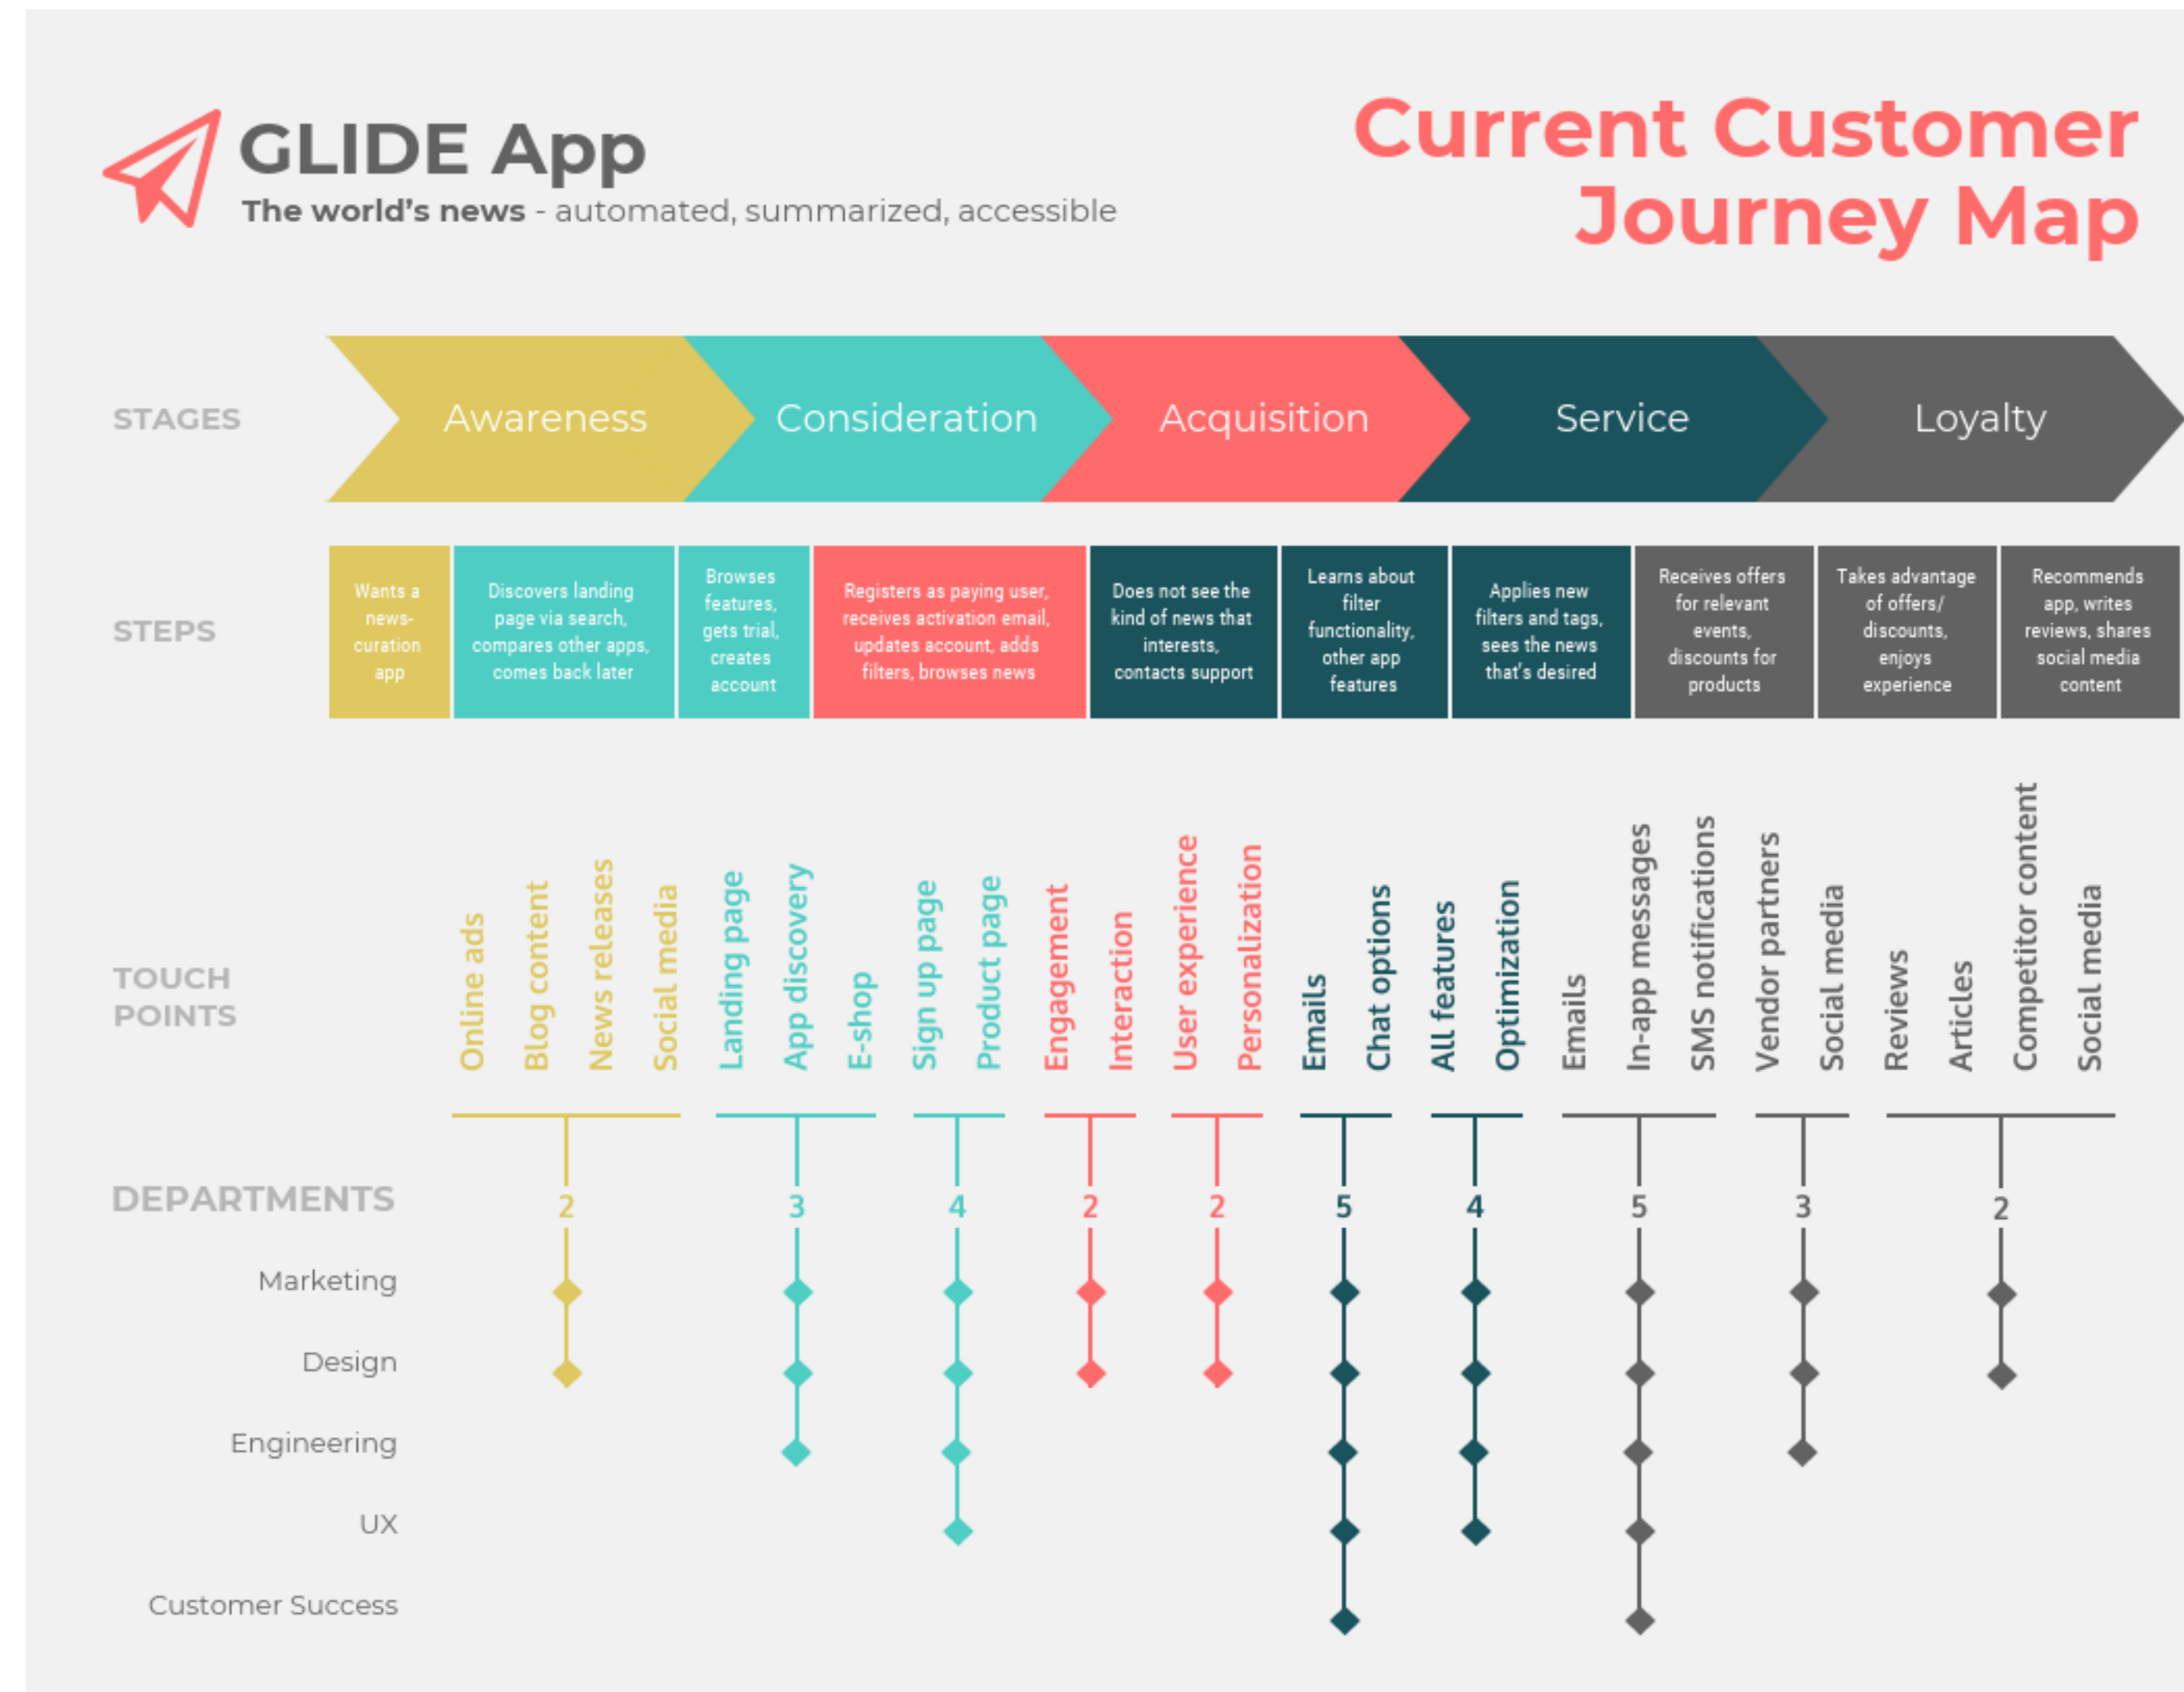 GLIDE App
The world's news - automated, summarized, accessible
Current Customer
Journey Map
STAGES
Awareness
Consideration
Acquisition
Service
Loyalty
STEPS
Wants a
news-
curation
app
Discovers landing
page via search,
compares other apps,
comes back later
Browses
features,
gets trial,
creates
account
Registers as paying user,
receives activation email,
updates account, adds
filters, browses news
Does not see the
kind of news that
interests,
contacts support
Learns about
filter
functionality,
other app
features
Applies new
filters and tags,
sees the news
that's desired
Receives offers
for relevant
events,
discounts for
products
Takes advantage
of offers/
discounts,
enjoys
experience
Recommends
app, writes
reviews, shares
social media
content
TOUCH
POINTS
Online ads
Blog content
News releases
Social media
Landing page
App discovery
E-shop
Sign up page
Product page
Engagement
Interaction
User experience
Personalization
Emails
Chat options
All features
Optimization
Emails
In-app messages
SMS notifications
Vendor partners
Social media
Reviews
Articles
Competitor content
Social media
DEPARTMENTS
2
3
4
2
2
5
4
5
3
2
Marketing
Design
Engineering
UX
Customer Success